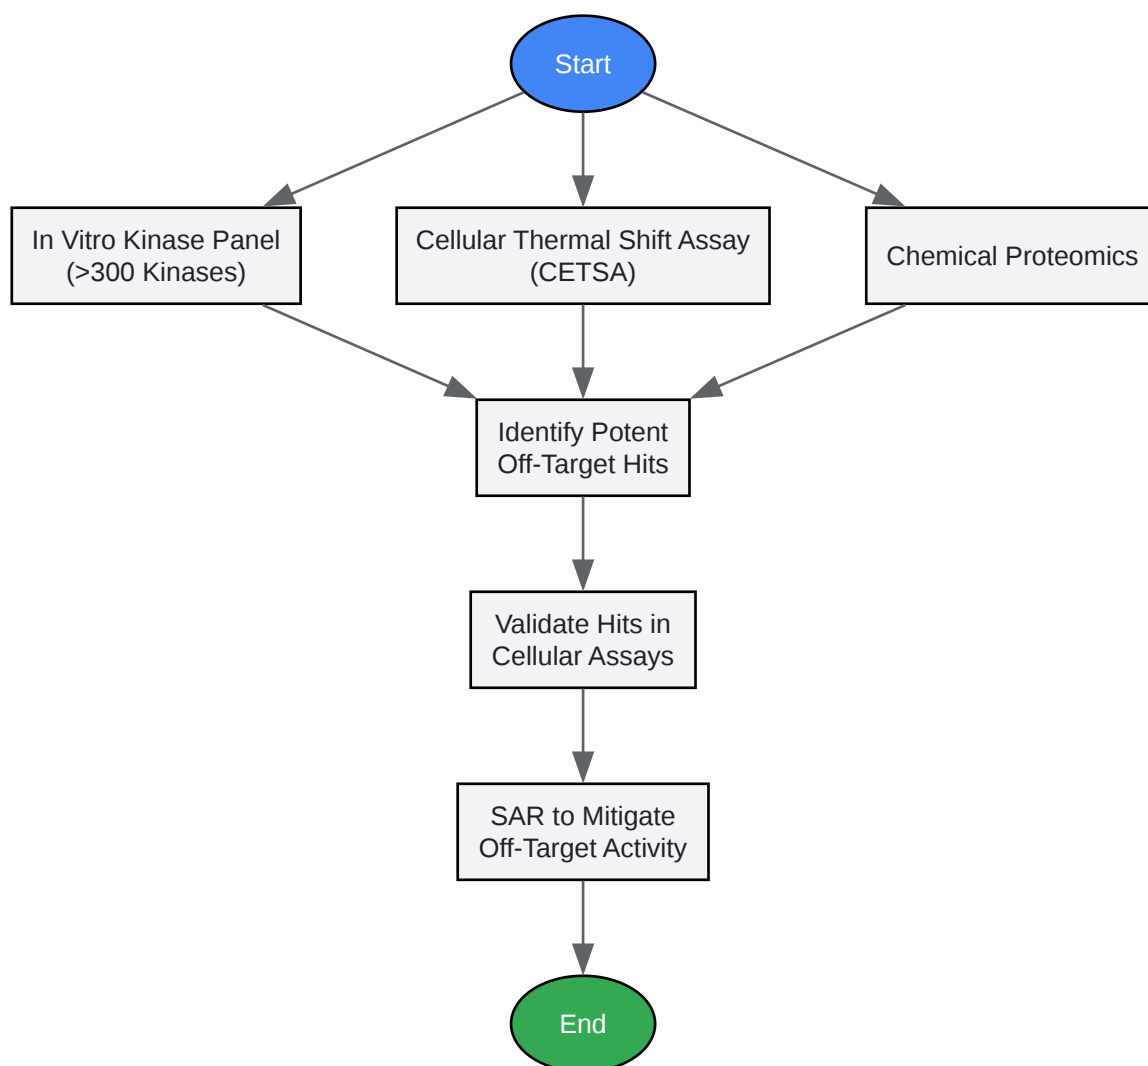 Start
In Vitro Kinase Panel
(>300 Kinases)
Cellular Thermal Shift Assay
(CETSA)
Chemical Proteomics
Identify Potent
Off-Target Hits
Validate Hits in
Cellular Assays
SAR to Mitigate
Off-Target Activity
End